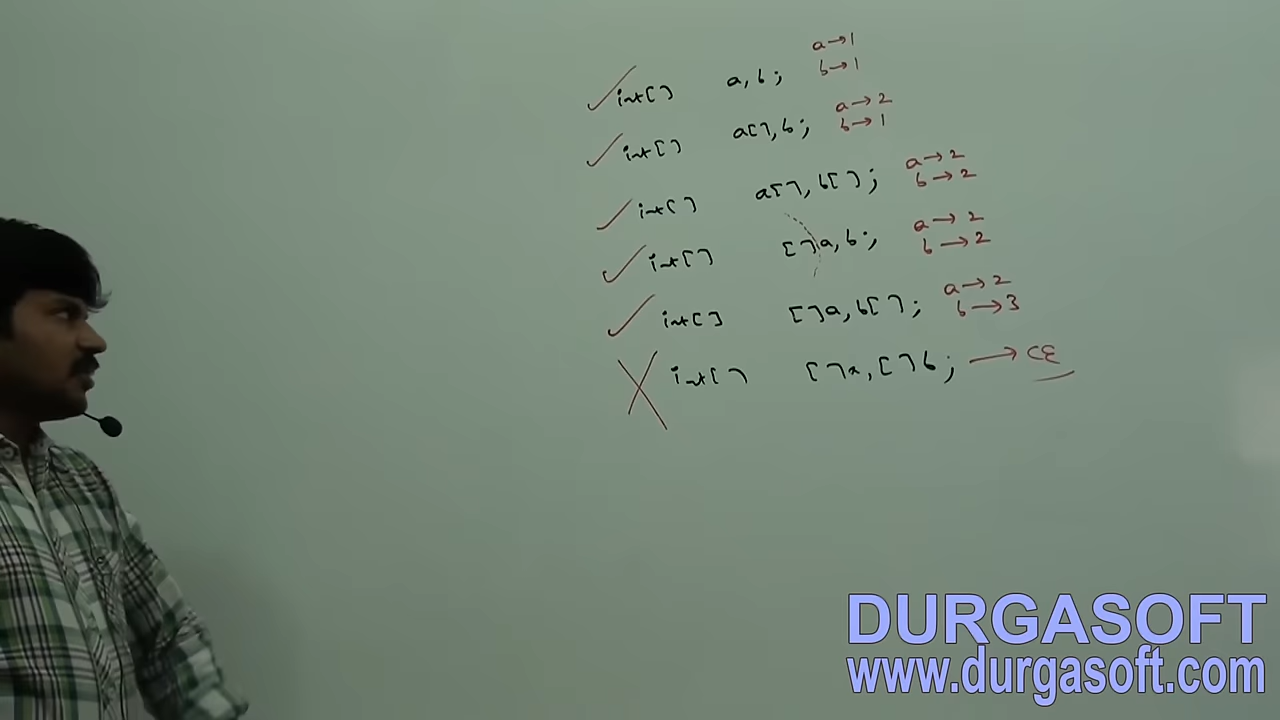 int[] a,b; a→1
b→1
int[] a[],b; a→2
b→1
int[] a[],b[]; a→2
b→2
int[] []a,b; a→2
b→2
int[] []a,b[]; a→2
b→3
int[] []a,[]b; → CE
DURGASOFT
www.durgasoft.com